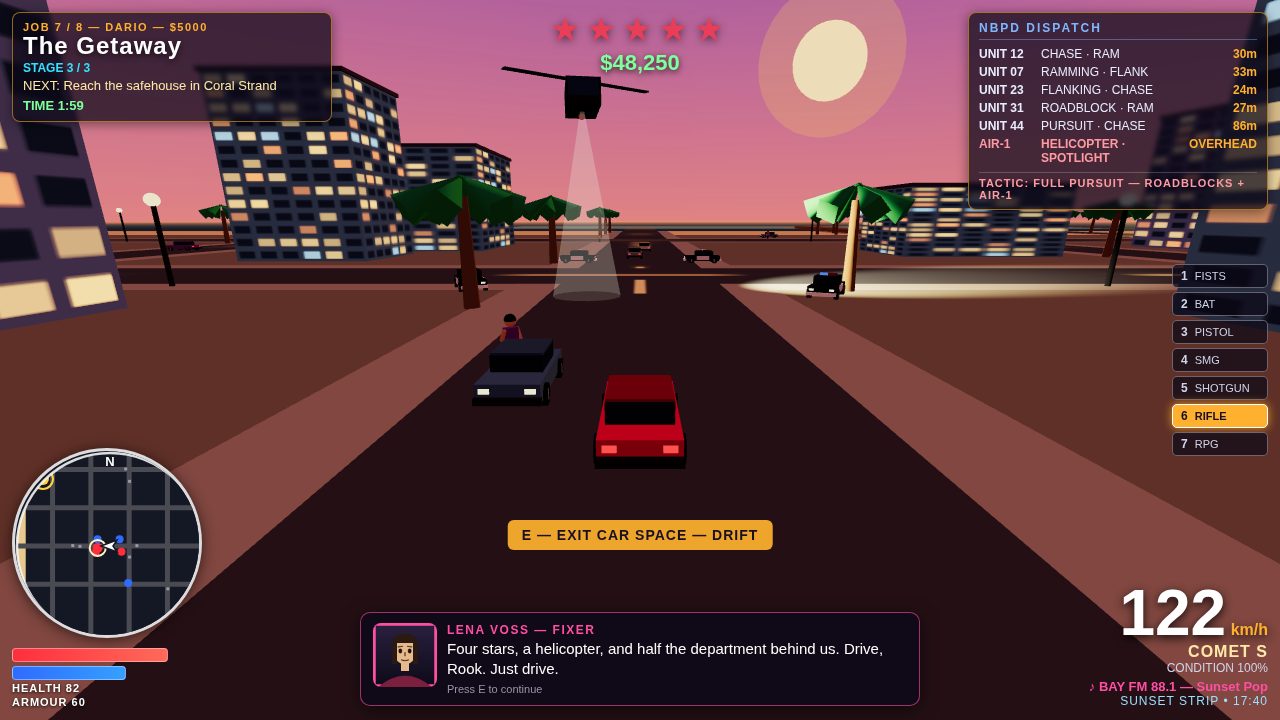 JOB 7 / 8 — DARIO — $5000
The Getaway
STAGE 3 / 3
NEXT: Reach the safehouse in Coral Strand
TIME 1:59
★ ★ ★ ★ ★
$48,250
NBPD DISPATCH
UNIT 12 CHASE · RAM 30m
UNIT 07 RAMMING · FLANK 33m
UNIT 23 FLANKING · CHASE 24m
UNIT 31 ROADBLOCK · RAM 27m
UNIT 44 PURSUIT · CHASE 86m
AIR-1 HELICOPTER · OVERHEAD
SPOTLIGHT
TACTIC: FULL PURSUIT — ROADBLOCKS +
AIR-1
1 FISTS
2 BAT
3 PISTOL
4 SMG
5 SHOTGUN
6 RIFLE
7 RPG
N
E — EXIT CAR SPACE — DRIFT
LENA VOSS — FIXER
Four stars, a helicopter, and half the department behind us. Drive,
Rook. Just drive.
Press E to continue
HEALTH 82
ARMOUR 60
122 km/h
COMET S
CONDITION 100%
♪ BAY FM 88.1 — Sunset Pop
SUNSET STRIP • 17:40